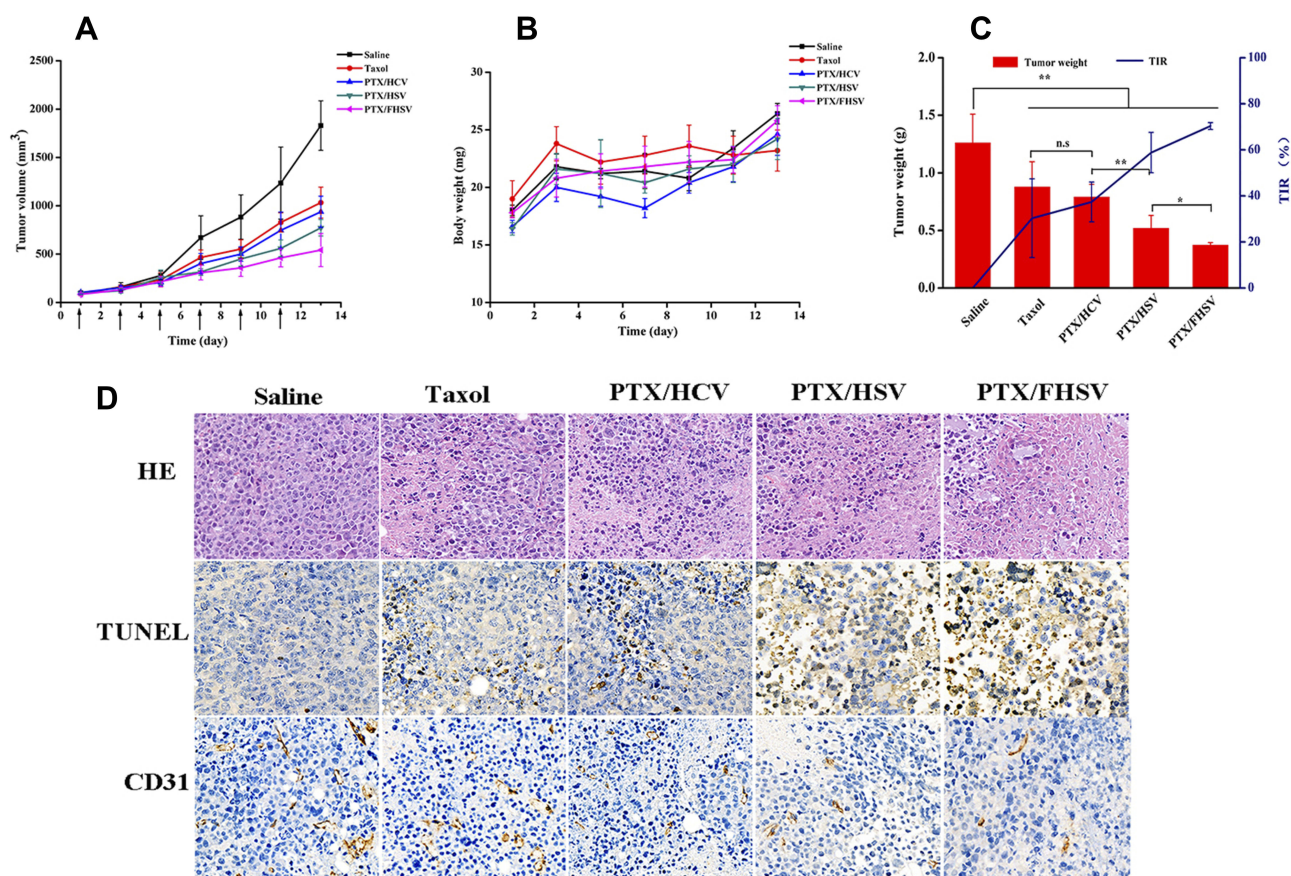 A
B
C
Saline
Taxol
PTX/HCV
PTX/HSV
PTX/FHSV
2500
2000
1500
1000
500
0
Tumor volume (mm3)
0 2 4 6 8 10 12 14
Time (day)
Saline
Taxol
PTX/HCV
PTX/HSV
PTX/FHSV
30
25
20
15
10
Body weight (mg)
0 2 4 6 8 10 12 14
Time (day)
Tumor weight TIR
2.0
1.5
1.0
0.5
0.0
Tumor weight (g)
**
n.s
**
*
100
80
60
40
20
0
TIR (%)
Saline
Taxol
PTX/HCV
PTX/HSV
PTX/FHSV
D
Saline Taxol PTX/HCV PTX/HSV PTX/FHSV
HE
TUNEL
CD31